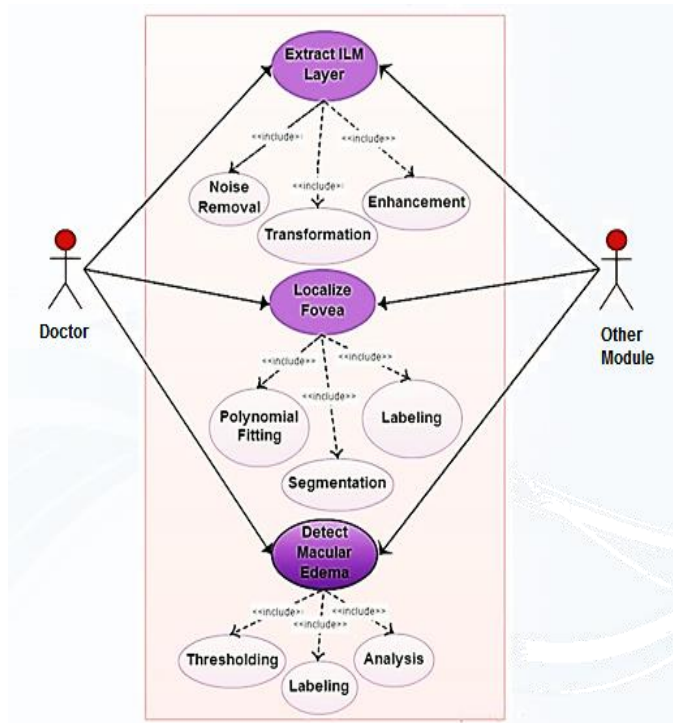 Extract ILM
Layer
<<include>>
<<include>>
<<include>>
Noise
Removal
Enhancement
Transformation
Doctor
Other
Module
Localize
Fovea
<<include>>
<<include>>
<<include>>
Polynomial
Fitting
Labeling
Segmentation
Detect
Macular
Edema
<<include>>
<<include>>
<<include>>
Thresholding
Analysis
Labeling